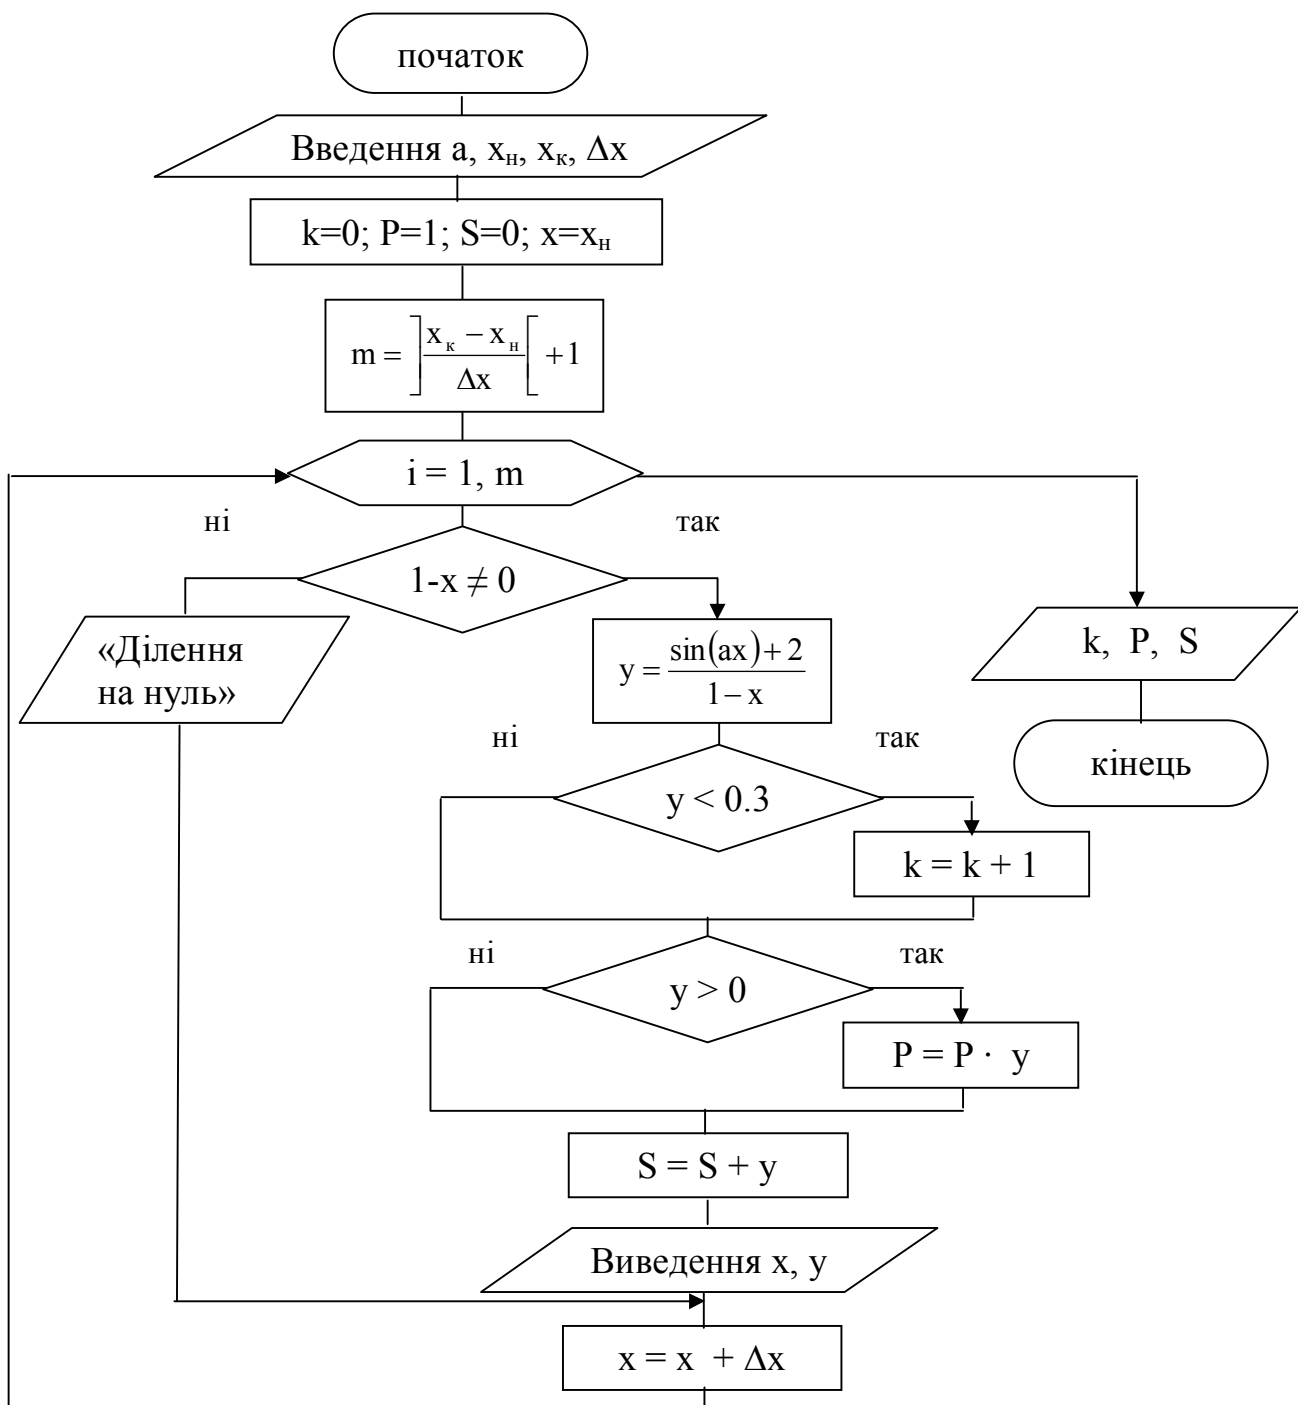 початок
Введення a, xн, xк, Δx
k=0; P=1; S=0; x=xн
m = ]xк − xн / Δx[ + 1
i = 1, m
ні
так
1-x ≠ 0
«Ділення
на нуль»
y = sin(ax) + 2 / 1 − x
k, P, S
кінець
ні
так
y < 0.3
k = k + 1
ні
так
y > 0
P = P · y
S = S + y
Виведення x, y
x = x + Δx